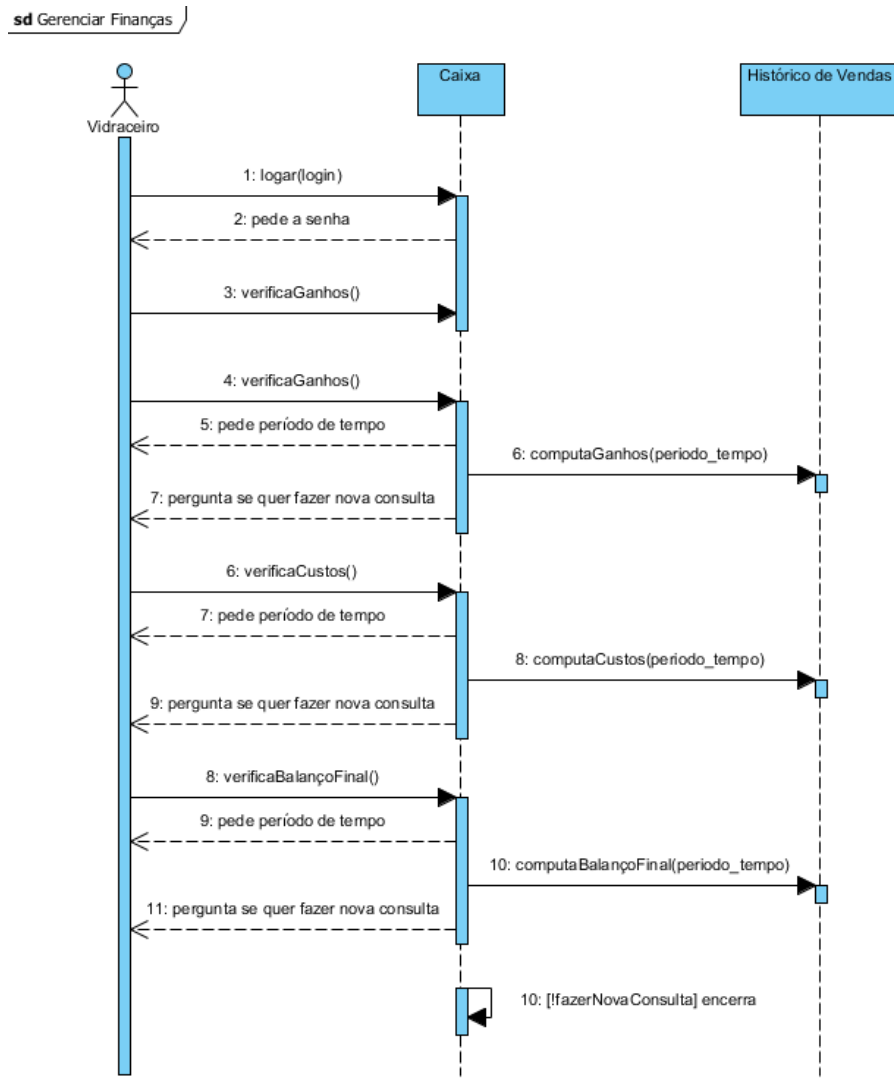 sd Gerenciar Finanças
Caixa
Histórico de Vendas
Vidraceiro
1: logar(login)
2: pede a senha
3: verificaGanhos()
4: verificaGanhos()
5: pede período de tempo
6: computaGanhos(periodo_tempo)
7: pergunta se quer fazer nova consulta
6: verificaCustos()
7: pede período de tempo
8: computaCustos(periodo_tempo)
9: pergunta se quer fazer nova consulta
8: verificaBalançoFinal()
9: pede período de tempo
10: computaBalançoFinal(periodo_tempo)
11: pergunta se quer fazer nova consulta
10: [!fazerNovaConsulta] encerra